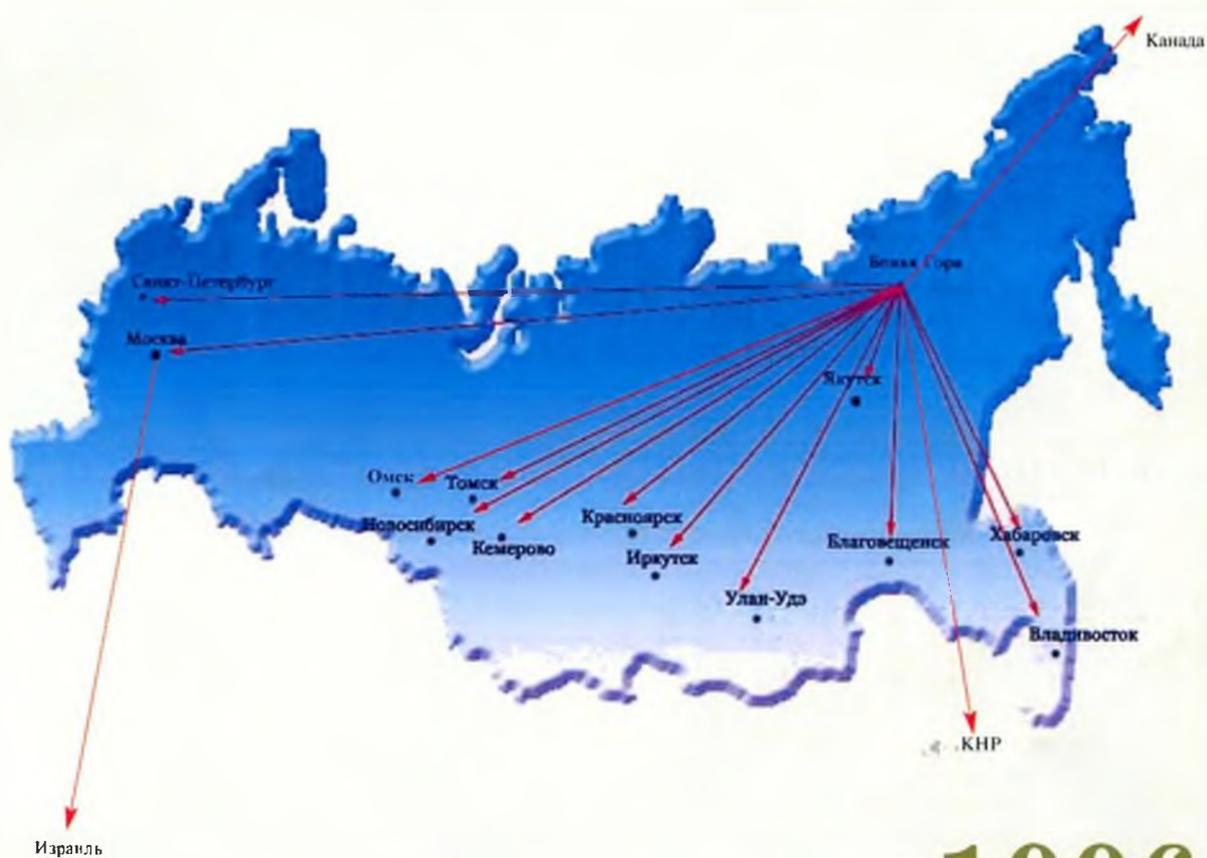 Канада
Белая Гора
Санкт-Петербург
Москва
Якутск
Омск
Томск
Новосибирск
Кемерово
Красноярск
Иркутск
Улан-Удэ
Благовещенск
Хабаровск
Владивосток
КНР
Израиль